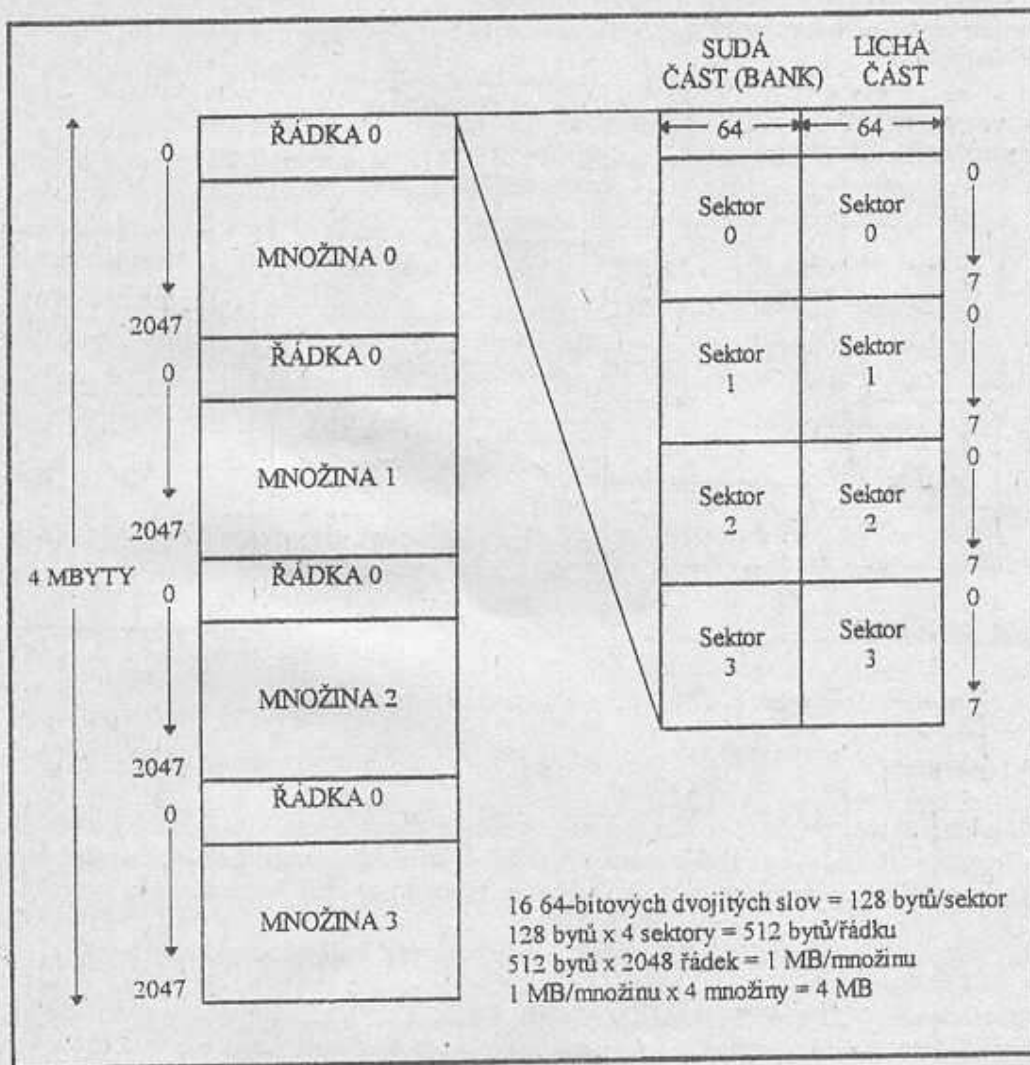 SUDÁ
ČÁST (BANK)
LICHÁ
ČÁST
64
64
ŘÁDKA 0
0
MNOŽINA 0
2047
ŘÁDKA 0
0
MNOŽINA 1
2047
ŘÁDKA 0
4 MBYTY
0
MNOŽINA 2
2047
ŘÁDKA 0
0
MNOŽINA 3
2047
Sektor
0
Sektor
0
0
7
Sektor
1
Sektor
1
0
7
Sektor
2
Sektor
2
0
7
Sektor
3
Sektor
3
0
7
16 64-bitových dvojitých slov = 128 bytů/sektor
128 bytů x 4 sektory = 512 bytů/řádku
512 bytů x 2048 řádek = 1 MB/množinu
1 MB/množinu x 4 množiny = 4 MB